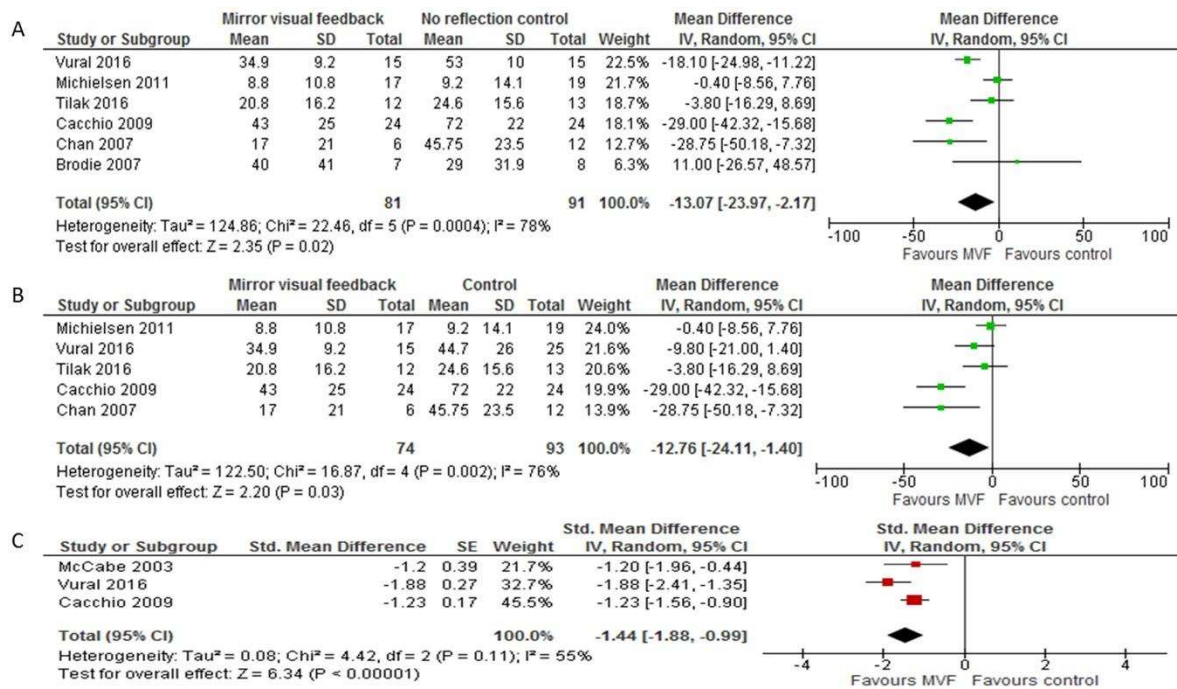 A
Mirror visual feedback No reflection control Mean Difference Mean Difference
Study or Subgroup Mean SD Total Mean SD Total Weight IV, Random, 95% CI IV, Random, 95% CI
Vural 2016 34.9 9.2 15 53 10 15 22.5% -18.10 [-24.98, -11.22]
Michielsen 2011 8.8 10.8 17 9.2 14.1 19 21.7% -0.40 [-8.56, 7.76]
Tilak 2016 20.8 16.2 12 24.6 15.6 13 18.7% -3.80 [-16.29, 8.69]
Cacchio 2009 43 25 24 72 22 24 18.1% -29.00 [-42.32, -15.68]
Chan 2007 17 21 6 45.75 23.5 12 12.7% -28.75 [-50.18, -7.32]
Brodie 2007 40 41 7 29 31.9 8 6.3% 11.00 [-26.57, 48.57]
Total (95% CI) 81 91 100.0% -13.07 [-23.97, -2.17]
Heterogeneity: Tau² = 124.86; Chi² = 22.46, df = 5 (P = 0.0004); I² = 78%
Test for overall effect: Z = 2.35 (P = 0.02)
-100 -50 0 50 100
Favours MVF Favours control
B
Mirror visual feedback Control Mean Difference Mean Difference
Study or Subgroup Mean SD Total Mean SD Total Weight IV, Random, 95% CI IV, Random, 95% CI
Michielsen 2011 8.8 10.8 17 9.2 14.1 19 24.0% -0.40 [-8.56, 7.76]
Vural 2016 34.9 9.2 15 44.7 26 25 21.6% -9.80 [-21.00, 1.40]
Tilak 2016 20.8 16.2 12 24.6 15.6 13 20.6% -3.80 [-16.29, 8.69]
Cacchio 2009 43 25 24 72 22 24 19.9% -29.00 [-42.32, -15.68]
Chan 2007 17 21 6 45.75 23.5 12 13.9% -28.75 [-50.18, -7.32]
Total (95% CI) 74 93 100.0% -12.76 [-24.11, -1.40]
Heterogeneity: Tau² = 122.50; Chi² = 16.87, df = 4 (P = 0.002); I² = 76%
Test for overall effect: Z = 2.20 (P = 0.03)
-100 -50 0 50 100
Favours MVF Favours control
C
Std. Mean Difference Std. Mean Difference
Study or Subgroup Std. Mean Difference SE Weight IV, Random, 95% CI IV, Random, 95% CI
McCabe 2003 -1.2 0.39 21.7% -1.20 [-1.96, -0.44]
Vural 2016 -1.88 0.27 32.7% -1.88 [-2.41, -1.35]
Cacchio 2009 -1.23 0.17 45.5% -1.23 [-1.56, -0.90]
Total (95% CI) 100.0% -1.44 [-1.88, -0.99]
Heterogeneity: Tau² = 0.08; Chi² = 4.42, df = 2 (P = 0.11); I² = 55%
Test for overall effect: Z = 6.34 (P < 0.00001)
-4 -2 0 2 4
Favours MVF Favours control